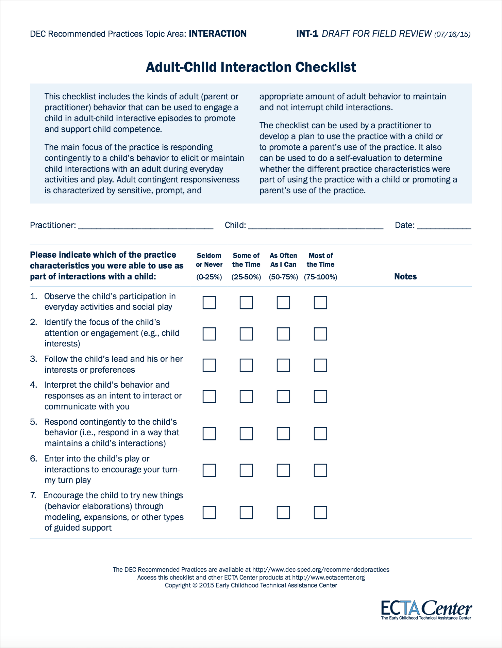 DEC Recommended Practices Topic Area: INTERACTION
INT-1 DRAFT FOR FIELD REVIEW (07/16/15)
Adult-Child Interaction Checklist
This checklist includes the kinds of adult (parent or
practitioner) behavior that can be used to engage a
child in adult-child interactive episodes to promote
and support child competence.
The main focus of the practice is responding
contingently to a child's behavior to elicit or maintain
child interactions with an adult during everyday
activities and play. Adult contingent responsiveness
is characterized by sensitive, prompt, and
appropriate amount of adult behavior to maintain
and not interrupt child interactions.
The checklist can be used by a practitioner to
develop a plan to use the practice with a child or
to promote a parent's use of the practice. It also
can be used to do a self-evaluation to determine
whether the different practice characteristics were
part of using the practice with a child or promoting a
parent's use of the practice.
Practitioner: Child: Date:
Please indicate which of the practice
characteristics you were able to use as
part of interactions with a child:
Seldom
or Never
(0-25%)
Some of
the Time
(25-50%)
As Often
As I Can
(50-75%)
Most of
the Time
(75-100%)
Notes
1. Observe the child's participation in
everyday activities and social play
2. Identify the focus of the child's
attention or engagement (e.g., child
interests)
3. Follow the child's lead and his or her
interests or preferences
4. Interpret the child's behavior and
responses as an intent to interact or
communicate with you
5. Respond contingently to the child's
behavior (i.e., respond in a way that
maintains a child's interactions)
6. Enter into the child's play or
interactions to encourage your turn-
my turn play
7. Encourage the child to try new things
(behavior elaborations) through
modeling, expansions, or other types
of guided support
The DEC Recommended Practices are available at http://www.dec-sped.org/recommendedpractices
Access this checklist and other ECTA Center products at http://www.ectacenter.org
Copyright © 2015 Early Childhood Technical Assistance Center
ECTA Center
The Early Childhood Technical Assistance Center